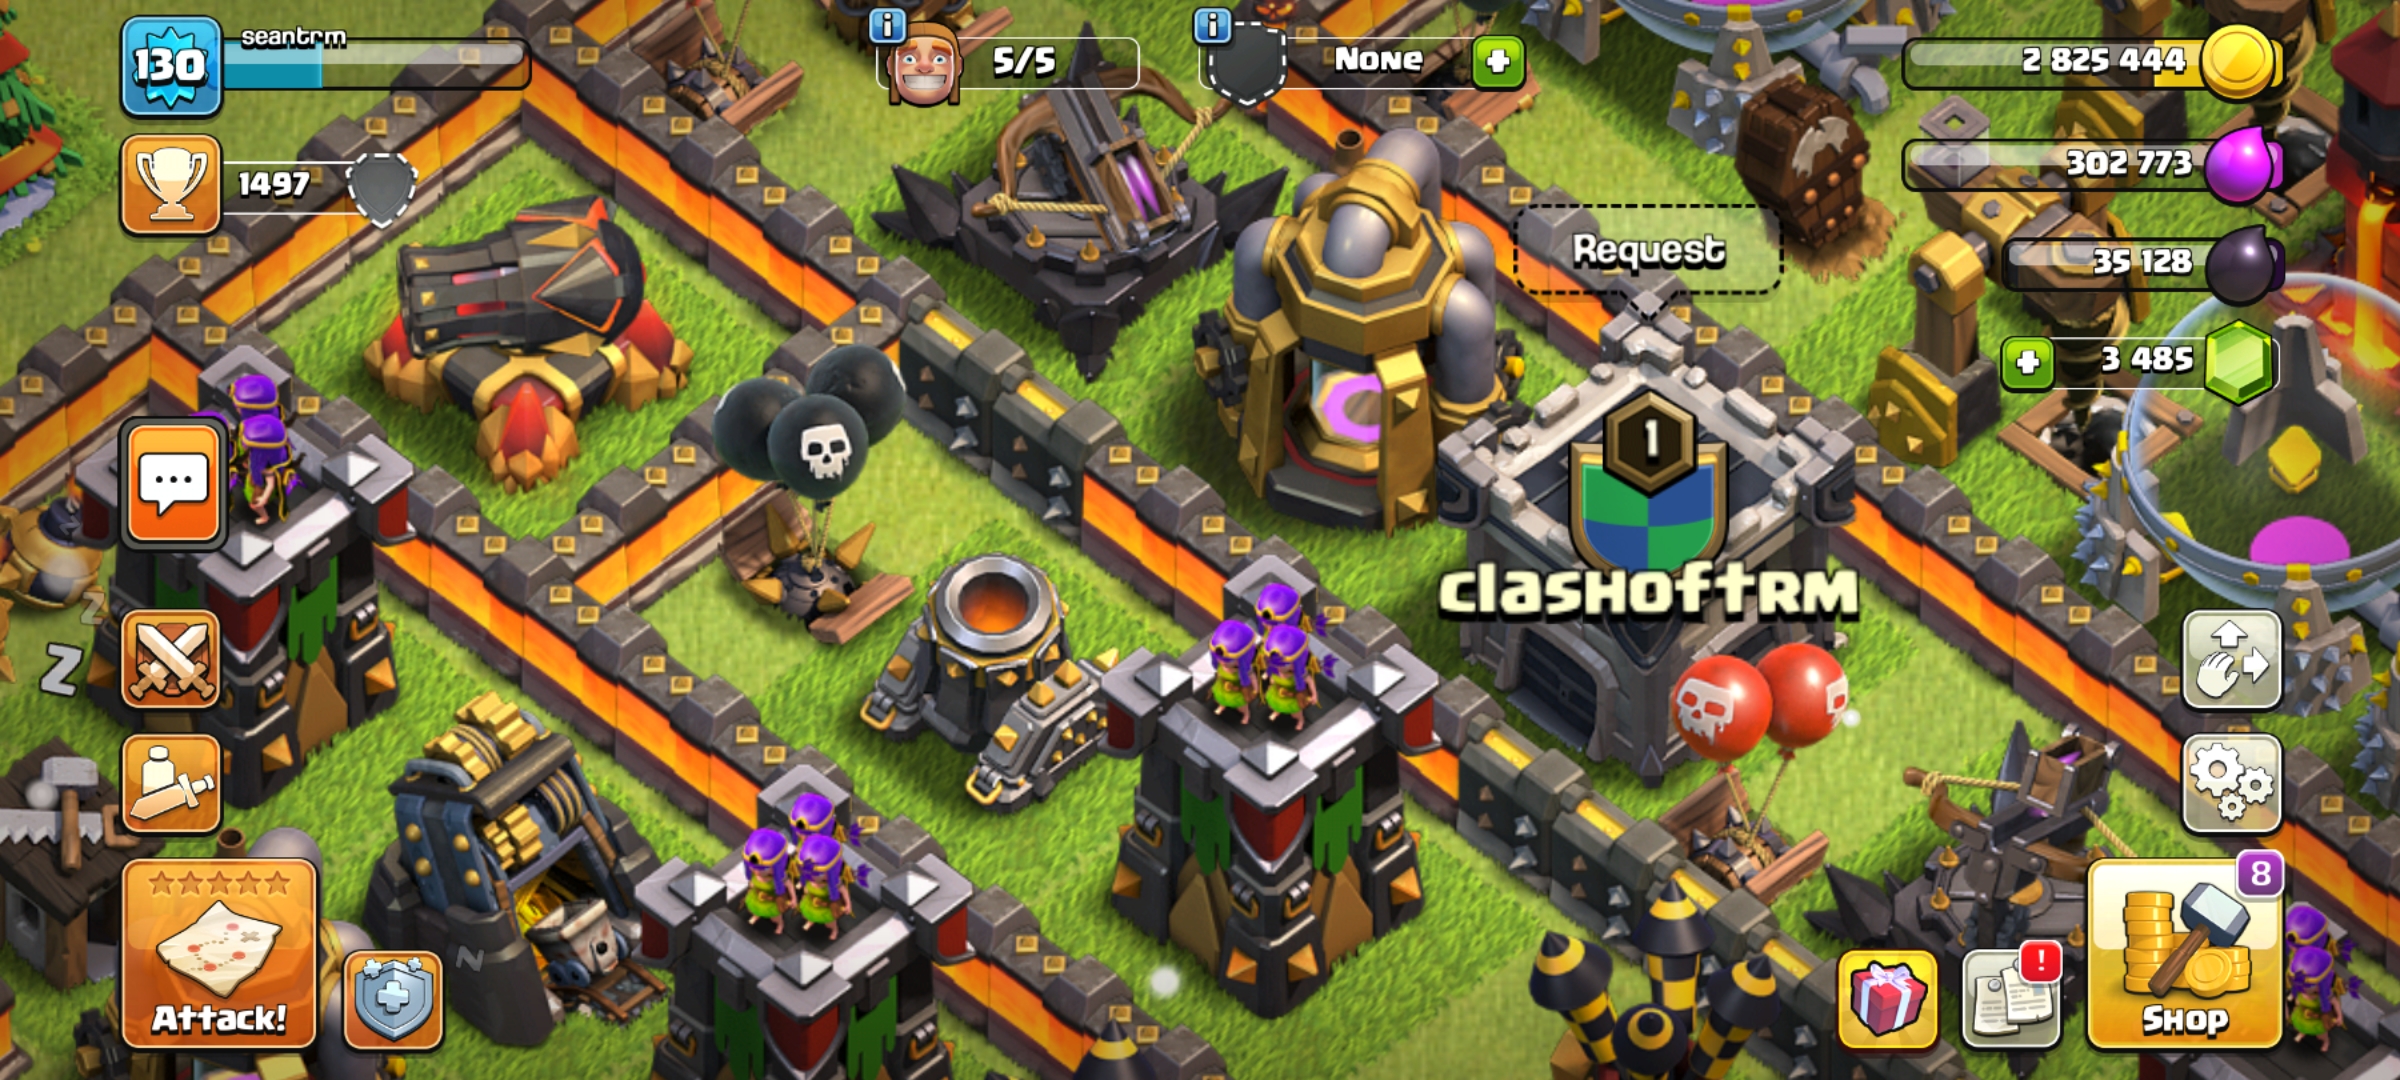 130
seantrm
5/5
None
2 825 444
1497
302 773
Request
35 128
3 485
1
clashoftrm
Z
Z
8
N
Attack!
!
Shop